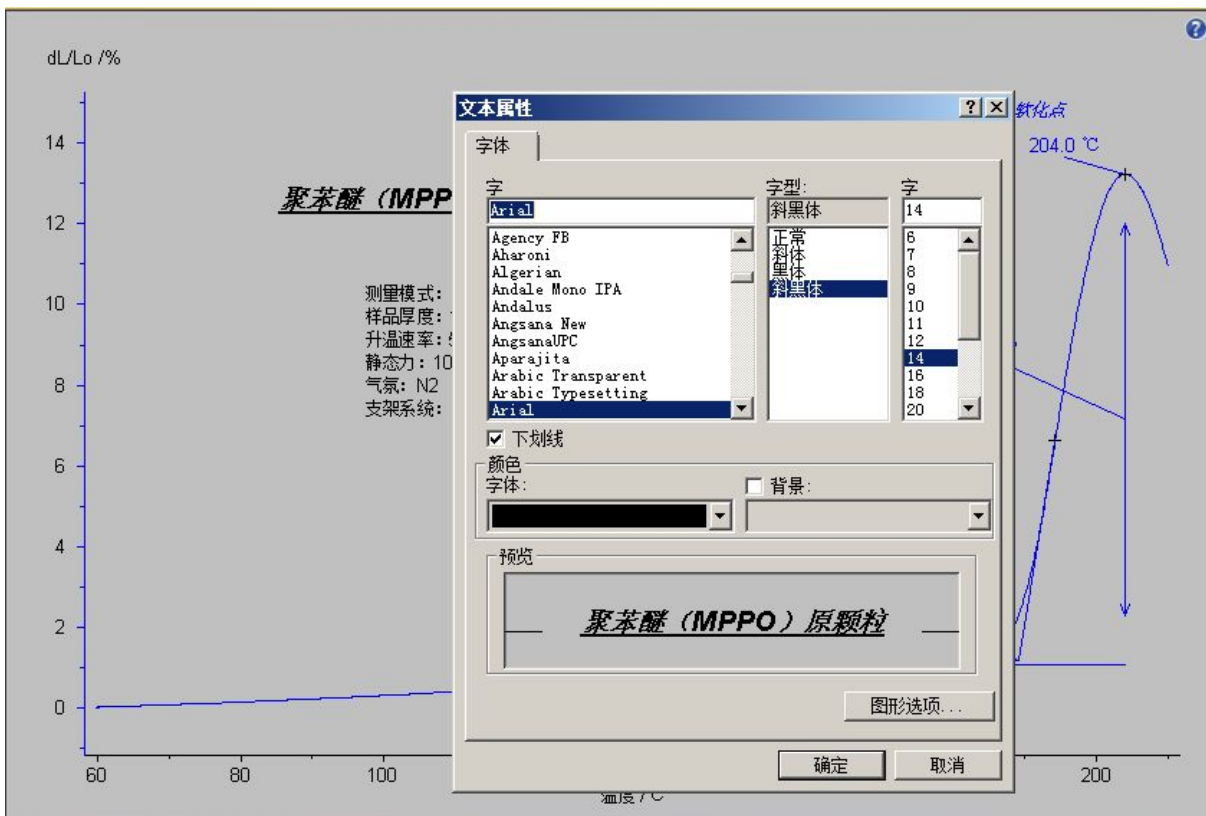 dL/Lo /%
文本属性
软化点
204.0 ℃
14
12
10
8
6
4
2
0
聚苯醚（MPP
测量模式：
样品厚度：
升温速率：
静态力：10
气氛：N2
支架系统：
字体
字
字型:
字
Arial
斜黑体
14
Agency FB
Aharoni
Algerian
Andale Mono IPA
Andalus
Angsana New
AngsanaUPC
Aparajita
Arabic Transparent
Arabic Typesetting
Arial
正常
斜体
黑体
斜黑体
6
7
8
9
10
11
12
14
16
18
20
下划线
颜色
字体:
背景:
预览
聚苯醚（MPPO）原颗粒
图形选项...
确定
取消
60
80
100
200
温度 /℃